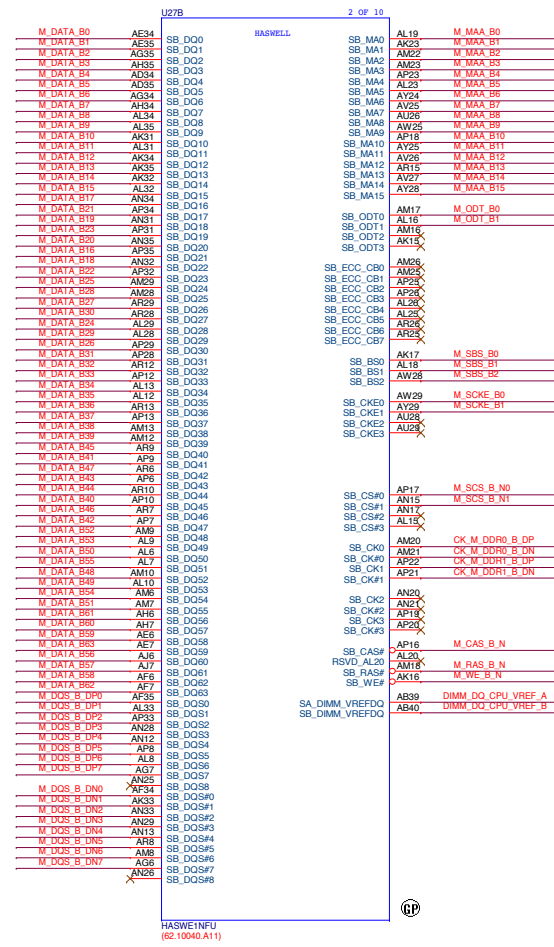 U27B
2 OF 10
HASWELL
M_DATA_B0 AE34 SB_DQ0
M_DATA_B1 AE35 SB_DQ1
M_DATA_B2 AG35 SB_DQ2
M_DATA_B3 AH35 SB_DQ3
M_DATA_B4 AD34 SB_DQ4
M_DATA_B5 AD35 SB_DQ5
M_DATA_B6 AG34 SB_DQ6
M_DATA_B7 AH34 SB_DQ7
M_DATA_B8 AL34 SB_DQ8
M_DATA_B9 AL35 SB_DQ9
M_DATA_B10 AK31 SB_DQ10
M_DATA_B11 AL31 SB_DQ11
M_DATA_B12 AK34 SB_DQ12
M_DATA_B13 AK35 SB_DQ13
M_DATA_B14 AK32 SB_DQ14
M_DATA_B15 AL32 SB_DQ15
M_DATA_B17 AN34 SB_DQ16
M_DATA_B21 AP34 SB_DQ17
M_DATA_B19 AN31 SB_DQ18
M_DATA_B23 AP31 SB_DQ19
M_DATA_B20 AN35 SB_DQ20
M_DATA_B16 AP35 SB_DQ21
M_DATA_B18 AN32 SB_DQ22
M_DATA_B22 AP32 SB_DQ23
M_DATA_B25 AM29 SB_DQ24
M_DATA_B28 AM28 SB_DQ25
M_DATA_B27 AR29 SB_DQ26
M_DATA_B30 AR28 SB_DQ27
M_DATA_B24 AL29 SB_DQ28
M_DATA_B29 AL28 SB_DQ29
M_DATA_B26 AP29 SB_DQ30
M_DATA_B31 AP28 SB_DQ31
M_DATA_B32 AR12 SB_DQ32
M_DATA_B33 AP12 SB_DQ33
M_DATA_B34 AL13 SB_DQ34
M_DATA_B35 AL12 SB_DQ35
M_DATA_B36 AR13 SB_DQ36
M_DATA_B37 AP13 SB_DQ37
M_DATA_B38 AM13 SB_DQ38
M_DATA_B39 AM12 SB_DQ39
M_DATA_B45 AR9 SB_DQ40
M_DATA_B41 AP9 SB_DQ41
M_DATA_B47 AR6 SB_DQ42
M_DATA_B43 AP6 SB_DQ43
M_DATA_B44 AR10 SB_DQ44
M_DATA_B40 AP10 SB_DQ45
M_DATA_B46 AR7 SB_DQ46
M_DATA_B42 AP7 SB_DQ47
M_DATA_B52 AM9 SB_DQ48
M_DATA_B53 AL9 SB_DQ49
M_DATA_B50 AL6 SB_DQ50
M_DATA_B55 AL7 SB_DQ51
M_DATA_B48 AM10 SB_DQ52
M_DATA_B49 AL10 SB_DQ53
M_DATA_B54 AM6 SB_DQ54
M_DATA_B51 AM7 SB_DQ55
M_DATA_B61 AH6 SB_DQ56
M_DATA_B60 AH7 SB_DQ57
M_DATA_B59 AE6 SB_DQ58
M_DATA_B63 AE7 SB_DQ59
M_DATA_B56 AJ6 SB_DQ60
M_DATA_B57 AJ7 SB_DQ61
M_DATA_B58 AF6 SB_DQ62
M_DATA_B62 AF7 SB_DQ63
M_DQS_B_DP0 AF35 SB_DQS0
M_DQS_B_DP1 AL33 SB_DQS1
M_DQS_B_DP2 AP33 SB_DQS2
M_DQS_B_DP3 AN28 SB_DQS3
M_DQS_B_DP4 AN12 SB_DQS4
M_DQS_B_DP5 AP8 SB_DQS5
M_DQS_B_DP6 AL8 SB_DQS6
M_DQS_B_DP7 AG7 SB_DQS7
AN25 SB_DQS8
M_DQS_B_DN0 AF34 SB_DQS#0
M_DQS_B_DN1 AK33 SB_DQS#1
M_DQS_B_DN2 AN33 SB_DQS#2
M_DQS_B_DN3 AN29 SB_DQS#3
M_DQS_B_DN4 AN13 SB_DQS#4
M_DQS_B_DN5 AR8 SB_DQS#5
M_DQS_B_DN6 AM8 SB_DQS#6
M_DQS_B_DN7 AG6 SB_DQS#7
AN26 SB_DQS#8
SB_MA0 AL19 M_MAA_B0
SB_MA1 AK23 M_MAA_B1
SB_MA2 AM22 M_MAA_B2
SB_MA3 AM23 M_MAA_B3
SB_MA4 AP23 M_MAA_B4
SB_MA5 AL23 M_MAA_B5
SB_MA6 AY24 M_MAA_B6
SB_MA7 AV25 M_MAA_B7
SB_MA8 AU26 M_MAA_B8
SB_MA9 AW25 M_MAA_B9
SB_MA10 AP18 M_MAA_B10
SB_MA11 AY25 M_MAA_B11
SB_MA12 AV26 M_MAA_B12
SB_MA13 AR15 M_MAA_B13
SB_MA14 AV27 M_MAA_B14
SB_MA15 AY28 M_MAA_B15
SB_ODT0 AM17 M_ODT_B0
SB_ODT1 AL16 M_ODT_B1
SB_ODT2 AM16
SB_ODT3 AK15
SB_ECC_CB0 AM26
SB_ECC_CB1 AM25
SB_ECC_CB2 AP25
SB_ECC_CB3 AP26
SB_ECC_CB4 AL26
SB_ECC_CB5 AL25
SB_ECC_CB6 AR26
SB_ECC_CB7 AR25
SB_BS0 AK17 M_SBS_B0
SB_BS1 AL18 M_SBS_B1
SB_BS2 AW28 M_SBS_B2
SB_CKE0 AW29 M_SCKE_B0
SB_CKE1 AY29 M_SCKE_B1
SB_CKE2 AU28
SB_CKE3 AU29
SB_CS#0 AP17 M_SCS_B_N0
SB_CS#1 AN15 M_SCS_B_N1
SB_CS#2 AN17
SB_CS#3 AL15
SB_CK0 AM20 CK_M_DDR0_B_DP
SB_CK#0 AM21 CK_M_DDR0_B_DN
SB_CK1 AP22 CK_M_DDR1_B_DP
SB_CK#1 AP21 CK_M_DDR1_B_DN
SB_CK2 AN20
SB_CK#2 AN21
SB_CK3 AP19
SB_CK#3 AP20
SB_CAS# AP16 M_CAS_B_N
RSVD_AL20 AL20
SB_RAS# AM18 M_RAS_B_N
SB_WE# AK16 M_WE_B_N
SA_DIMM_VREFDQ AB39 DIMM_DQ_CPU_VREF_A
SB_DIMM_VREFDQ AB40 DIMM_DQ_CPU_VREF_B
GP
HASWE1NFU
(62.10040.A11)